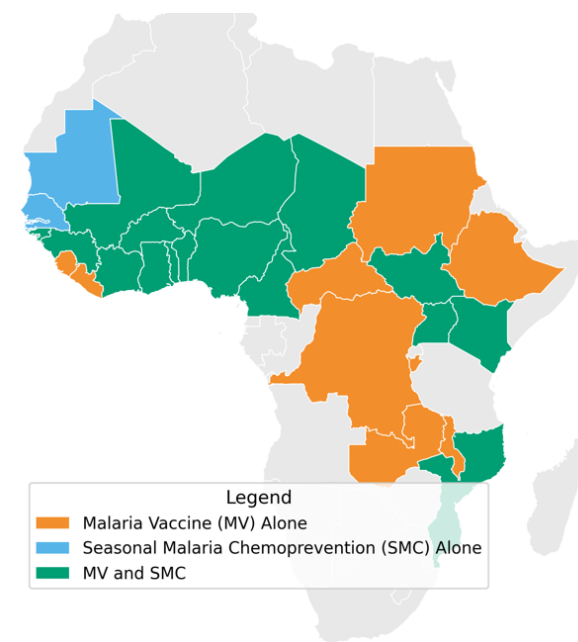 Legend
Malaria Vaccine (MV) Alone
Seasonal Malaria Chemoprevention (SMC) Alone
MV and SMC